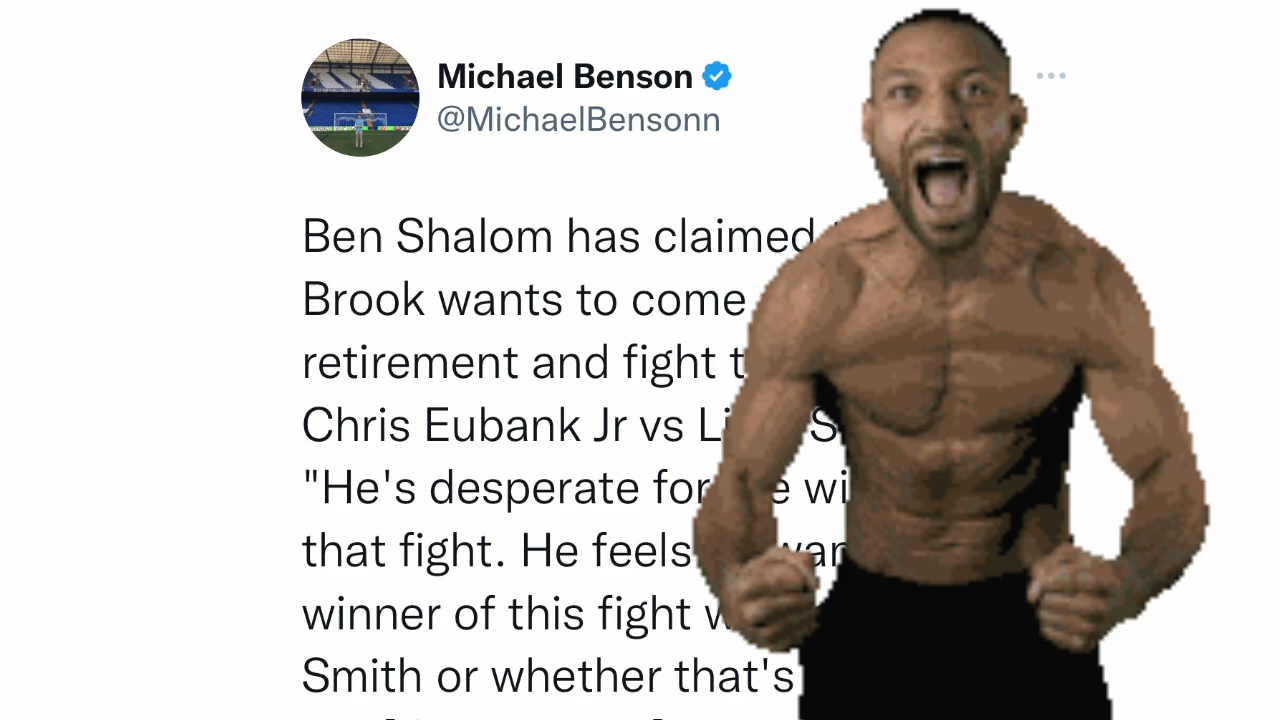 Michael Benson
@MichaelBensonn
Ben Shalom has claimed
Brook wants to come
retirement and fight
Chris Eubank Jr vs
"He's desperate for
that fight. He feels
winner of this fight
Smith or whether that's